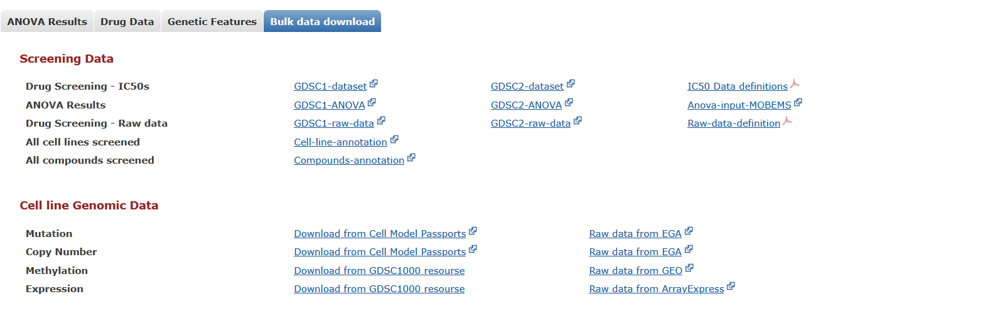 ANOVA Results Drug Data Genetic Features Bulk data download
Screening Data
Drug Screening - IC50s GDSC1-dataset GDSC2-dataset IC50 Data definitions
ANOVA Results GDSC1-ANOVA GDSC2-ANOVA Anova-input-MOBEMS
Drug Screening - Raw data GDSC1-raw-data GDSC2-raw-data Raw-data-definition
All cell lines screened Cell-line-annotation
All compounds screened Compounds-annotation
Cell line Genomic Data
Mutation Download from Cell Model Passports Raw data from EGA
Copy Number Download from Cell Model Passports Raw data from EGA
Methylation Download from GDSC1000 resourse Raw data from GEO
Expression Download from GDSC1000 resourse Raw data from ArrayExpress